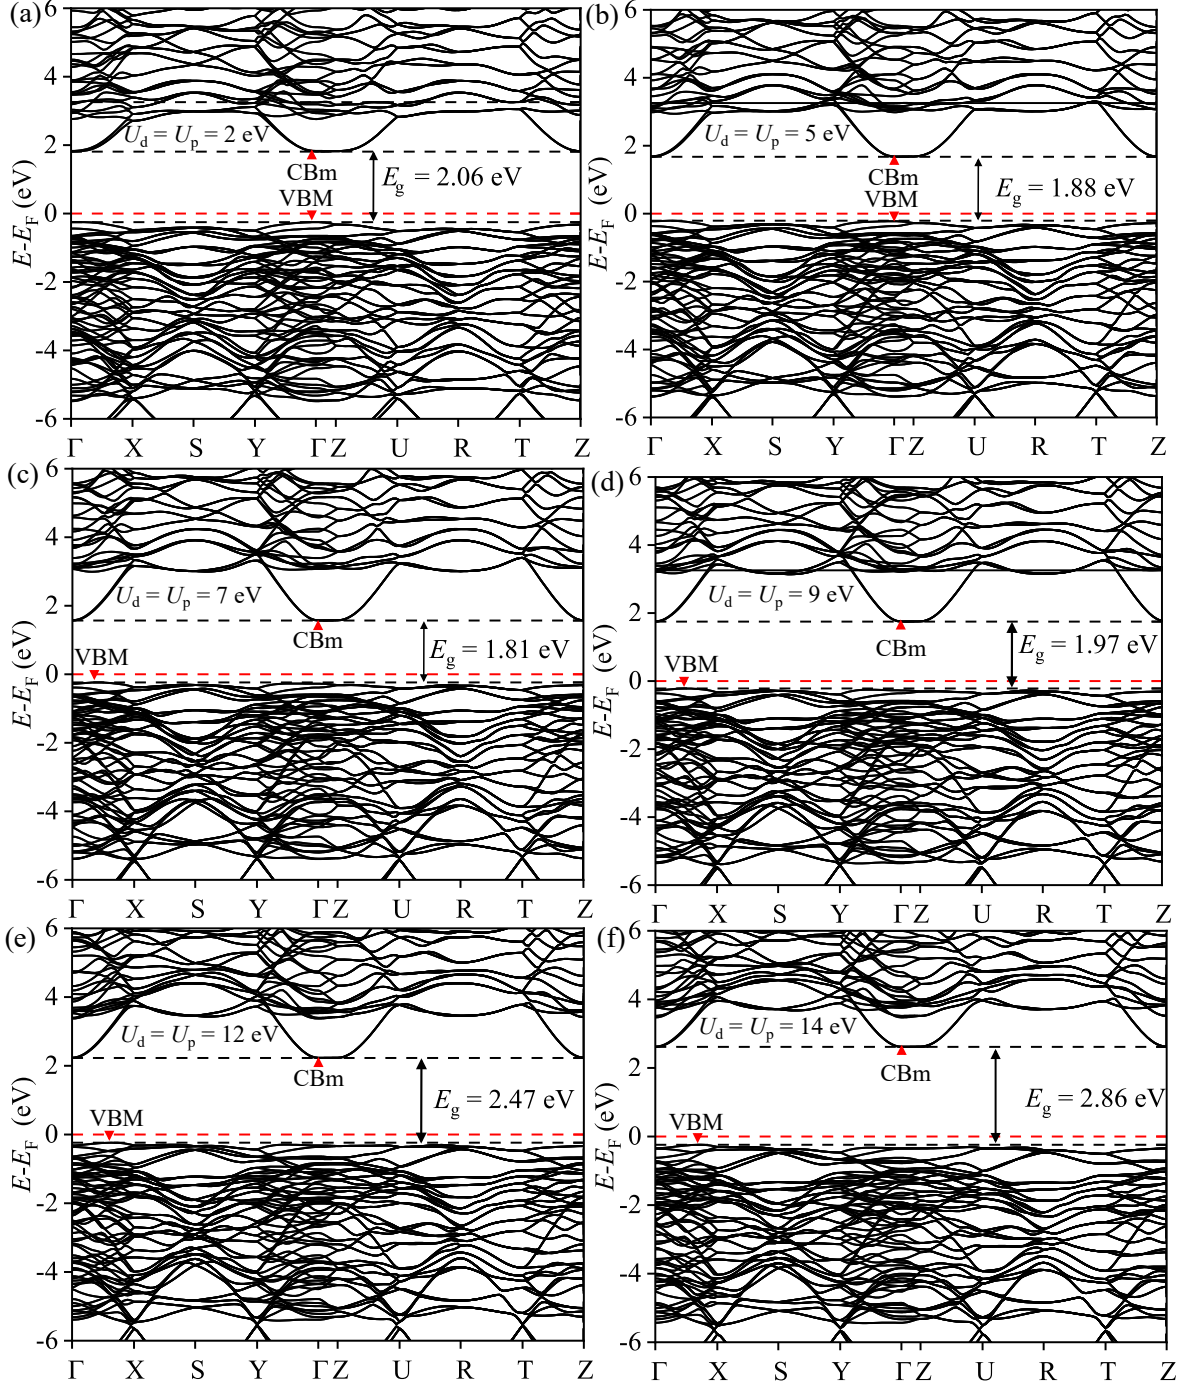 (a)
6
4
2
0
-2
-4
-6
E-E_F (eV)
U_d = U_p = 2 eV
CBm
VBM
E_g = 2.06 eV
Γ X S Y Γ Z U R T Z
(b)
6
4
2
0
-2
-4
-6
E-E_F (eV)
U_d = U_p = 5 eV
CBm
VBM
E_g = 1.88 eV
Γ X S Y Γ Z U R T Z
(c)
6
4
2
0
-2
-4
-6
E-E_F (eV)
U_d = U_p = 7 eV
CBm
VBM
E_g = 1.81 eV
Γ X S Y Γ Z U R T Z
(d)
6
4
2
0
-2
-4
-6
E-E_F (eV)
U_d = U_p = 9 eV
CBm
VBM
E_g = 1.97 eV
Γ X S Y Γ Z U R T Z
(e)
6
4
2
0
-2
-4
-6
E-E_F (eV)
U_d = U_p = 12 eV
CBm
VBM
E_g = 2.47 eV
Γ X S Y Γ Z U R T Z
(f)
6
4
2
0
-2
-4
-6
E-E_F (eV)
U_d = U_p = 14 eV
CBm
VBM
E_g = 2.86 eV
Γ X S Y Γ Z U R T Z